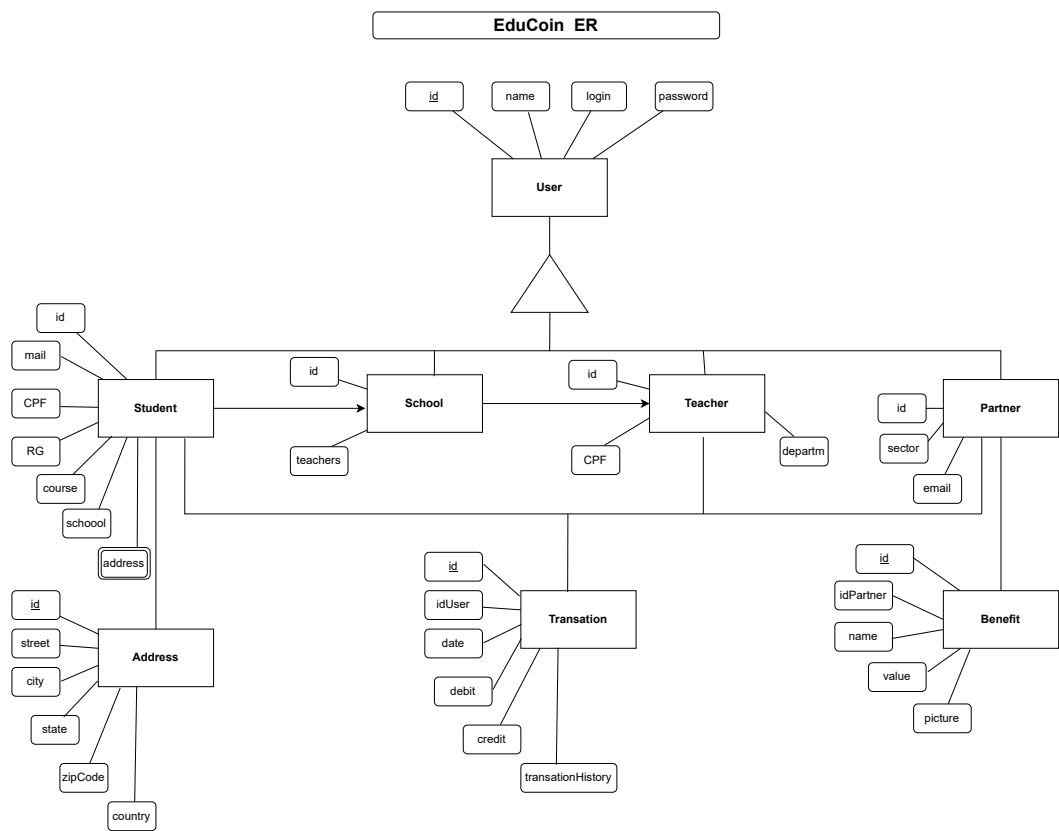 EduCoin ER
id
name
login
password
User
id
mail
CPF
RG
course
schoool
address
Student
id
teachers
School
id
CPF
departm
Teacher
id
sector
email
Partner
id
street
city
state
zipCode
country
Address
id
idUser
date
debit
credit
transationHistory
Transation
id
idPartner
name
value
picture
Benefit